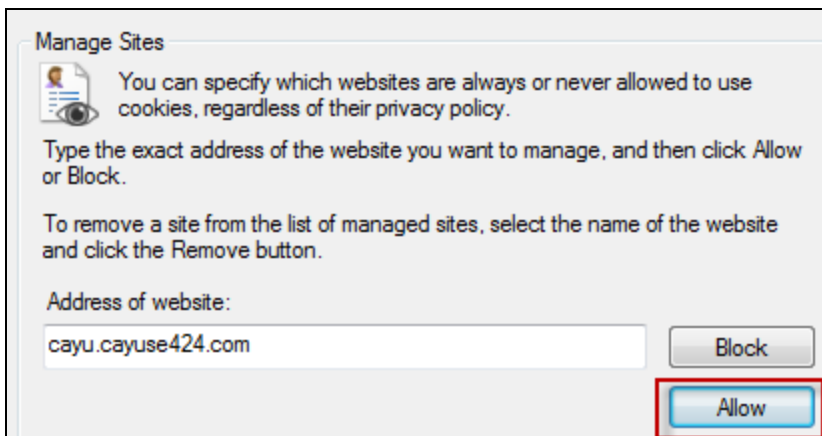 Manage Sites
You can specify which websites are always or never allowed to use
cookies, regardless of their privacy policy.
Type the exact address of the website you want to manage, and then click Allow
or Block.
To remove a site from the list of managed sites, select the name of the website
and click the Remove button.
Address of website:
cayu.cayuse424.com
Block
Allow